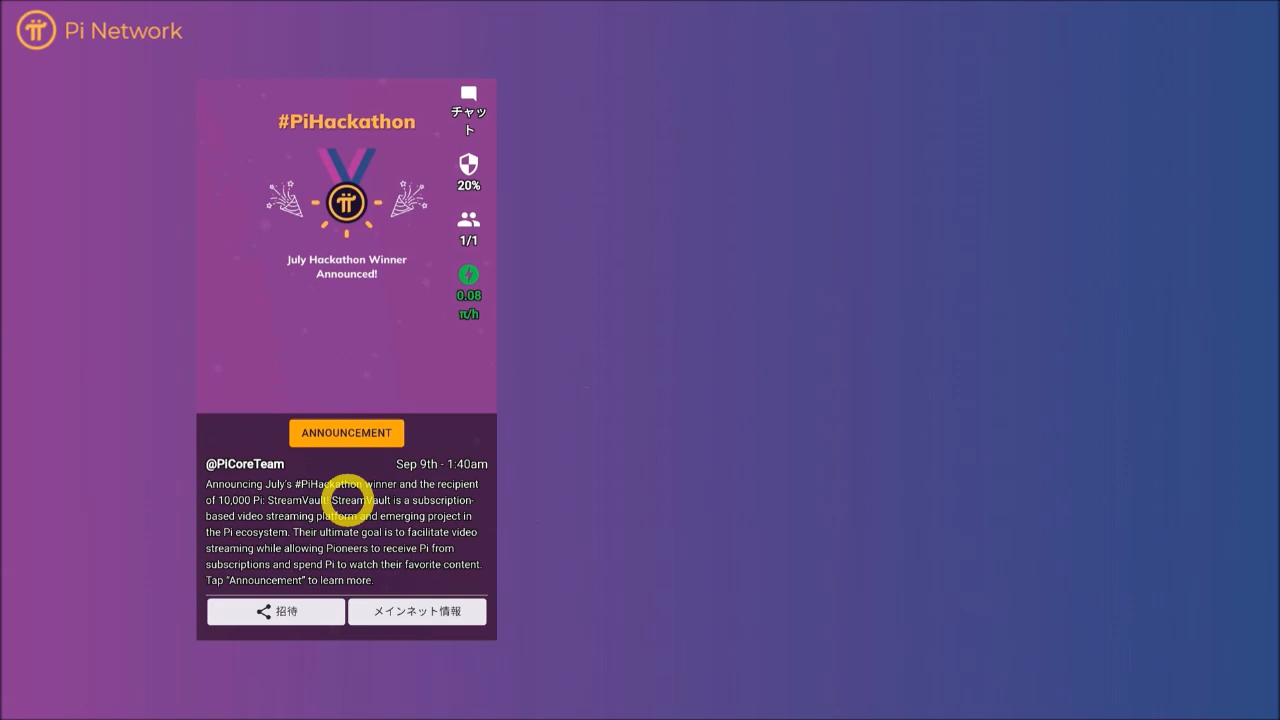 Pi Network
#PiHackathon
チャッ
ト
20%
1/1
0.08
π/h
July Hackathon Winner
Announced!
ANNOUNCEMENT
@PiCoreTeam Sep 9th - 1:40am
Announcing July's #PiHackathon winner and the recipient
of 10,000 Pi: StreamVault! StreamVault is a subscription-
based video streaming platform and emerging project in
the Pi ecosystem. Their ultimate goal is to facilitate video
streaming while allowing Pioneers to receive Pi from
subscriptions and spend Pi to watch their favorite content.
Tap "Announcement" to learn more.
招待 メインネット情報